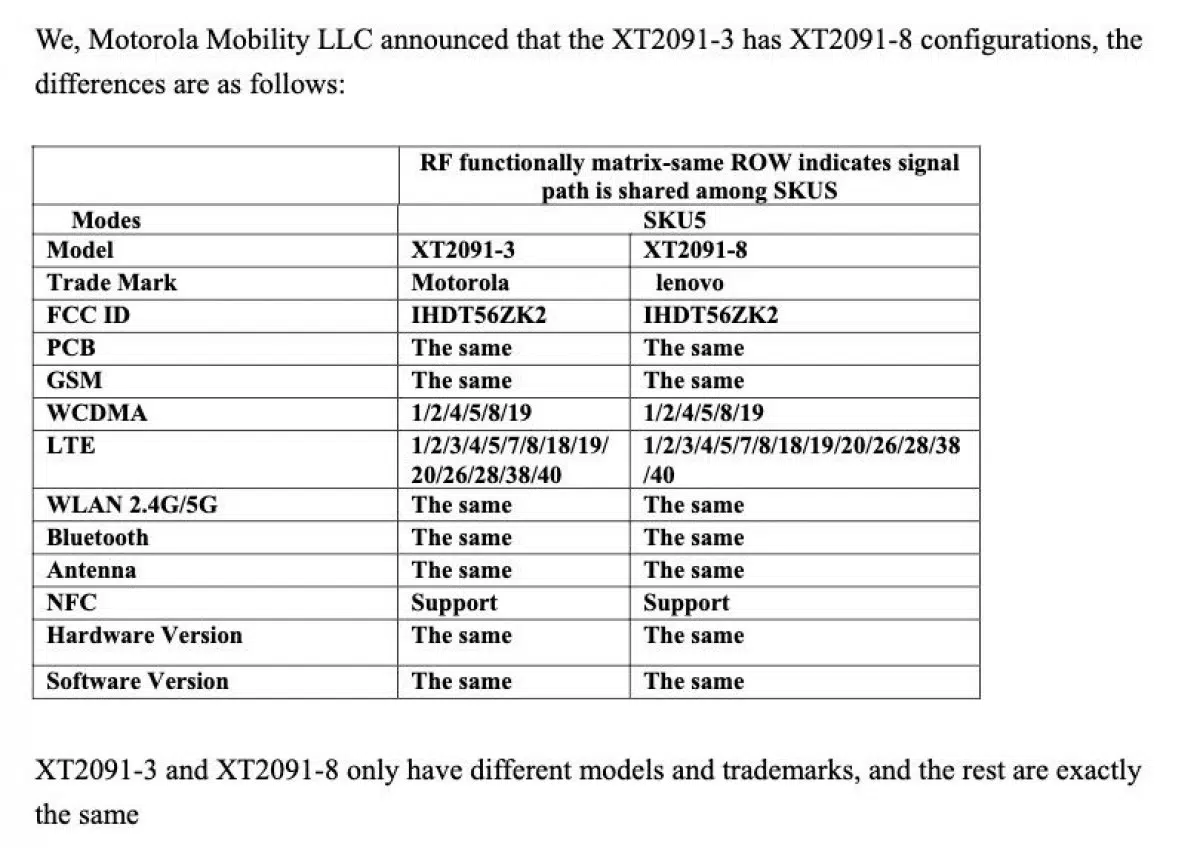 We, Motorola Mobility LLC announced that the XT2091-3 has XT2091-8 configurations, the
differences are as follows:
RF functionally matrix-same ROW indicates signal
path is shared among SKUS
Modes SKU5
Model XT2091-3 XT2091-8
Trade Mark Motorola lenovo
FCC ID IHDT56ZK2 IHDT56ZK2
PCB The same The same
GSM The same The same
WCDMA 1/2/4/5/8/19 1/2/4/5/8/19
LTE 1/2/3/4/5/7/8/18/19/ 1/2/3/4/5/7/8/18/19/20/26/28/38
20/26/28/38/40 /40
WLAN 2.4G/5G The same The same
Bluetooth The same The same
Antenna The same The same
NFC Support Support
Hardware Version The same The same
Software Version The same The same
XT2091-3 and XT2091-8 only have different models and trademarks, and the rest are exactly
the same